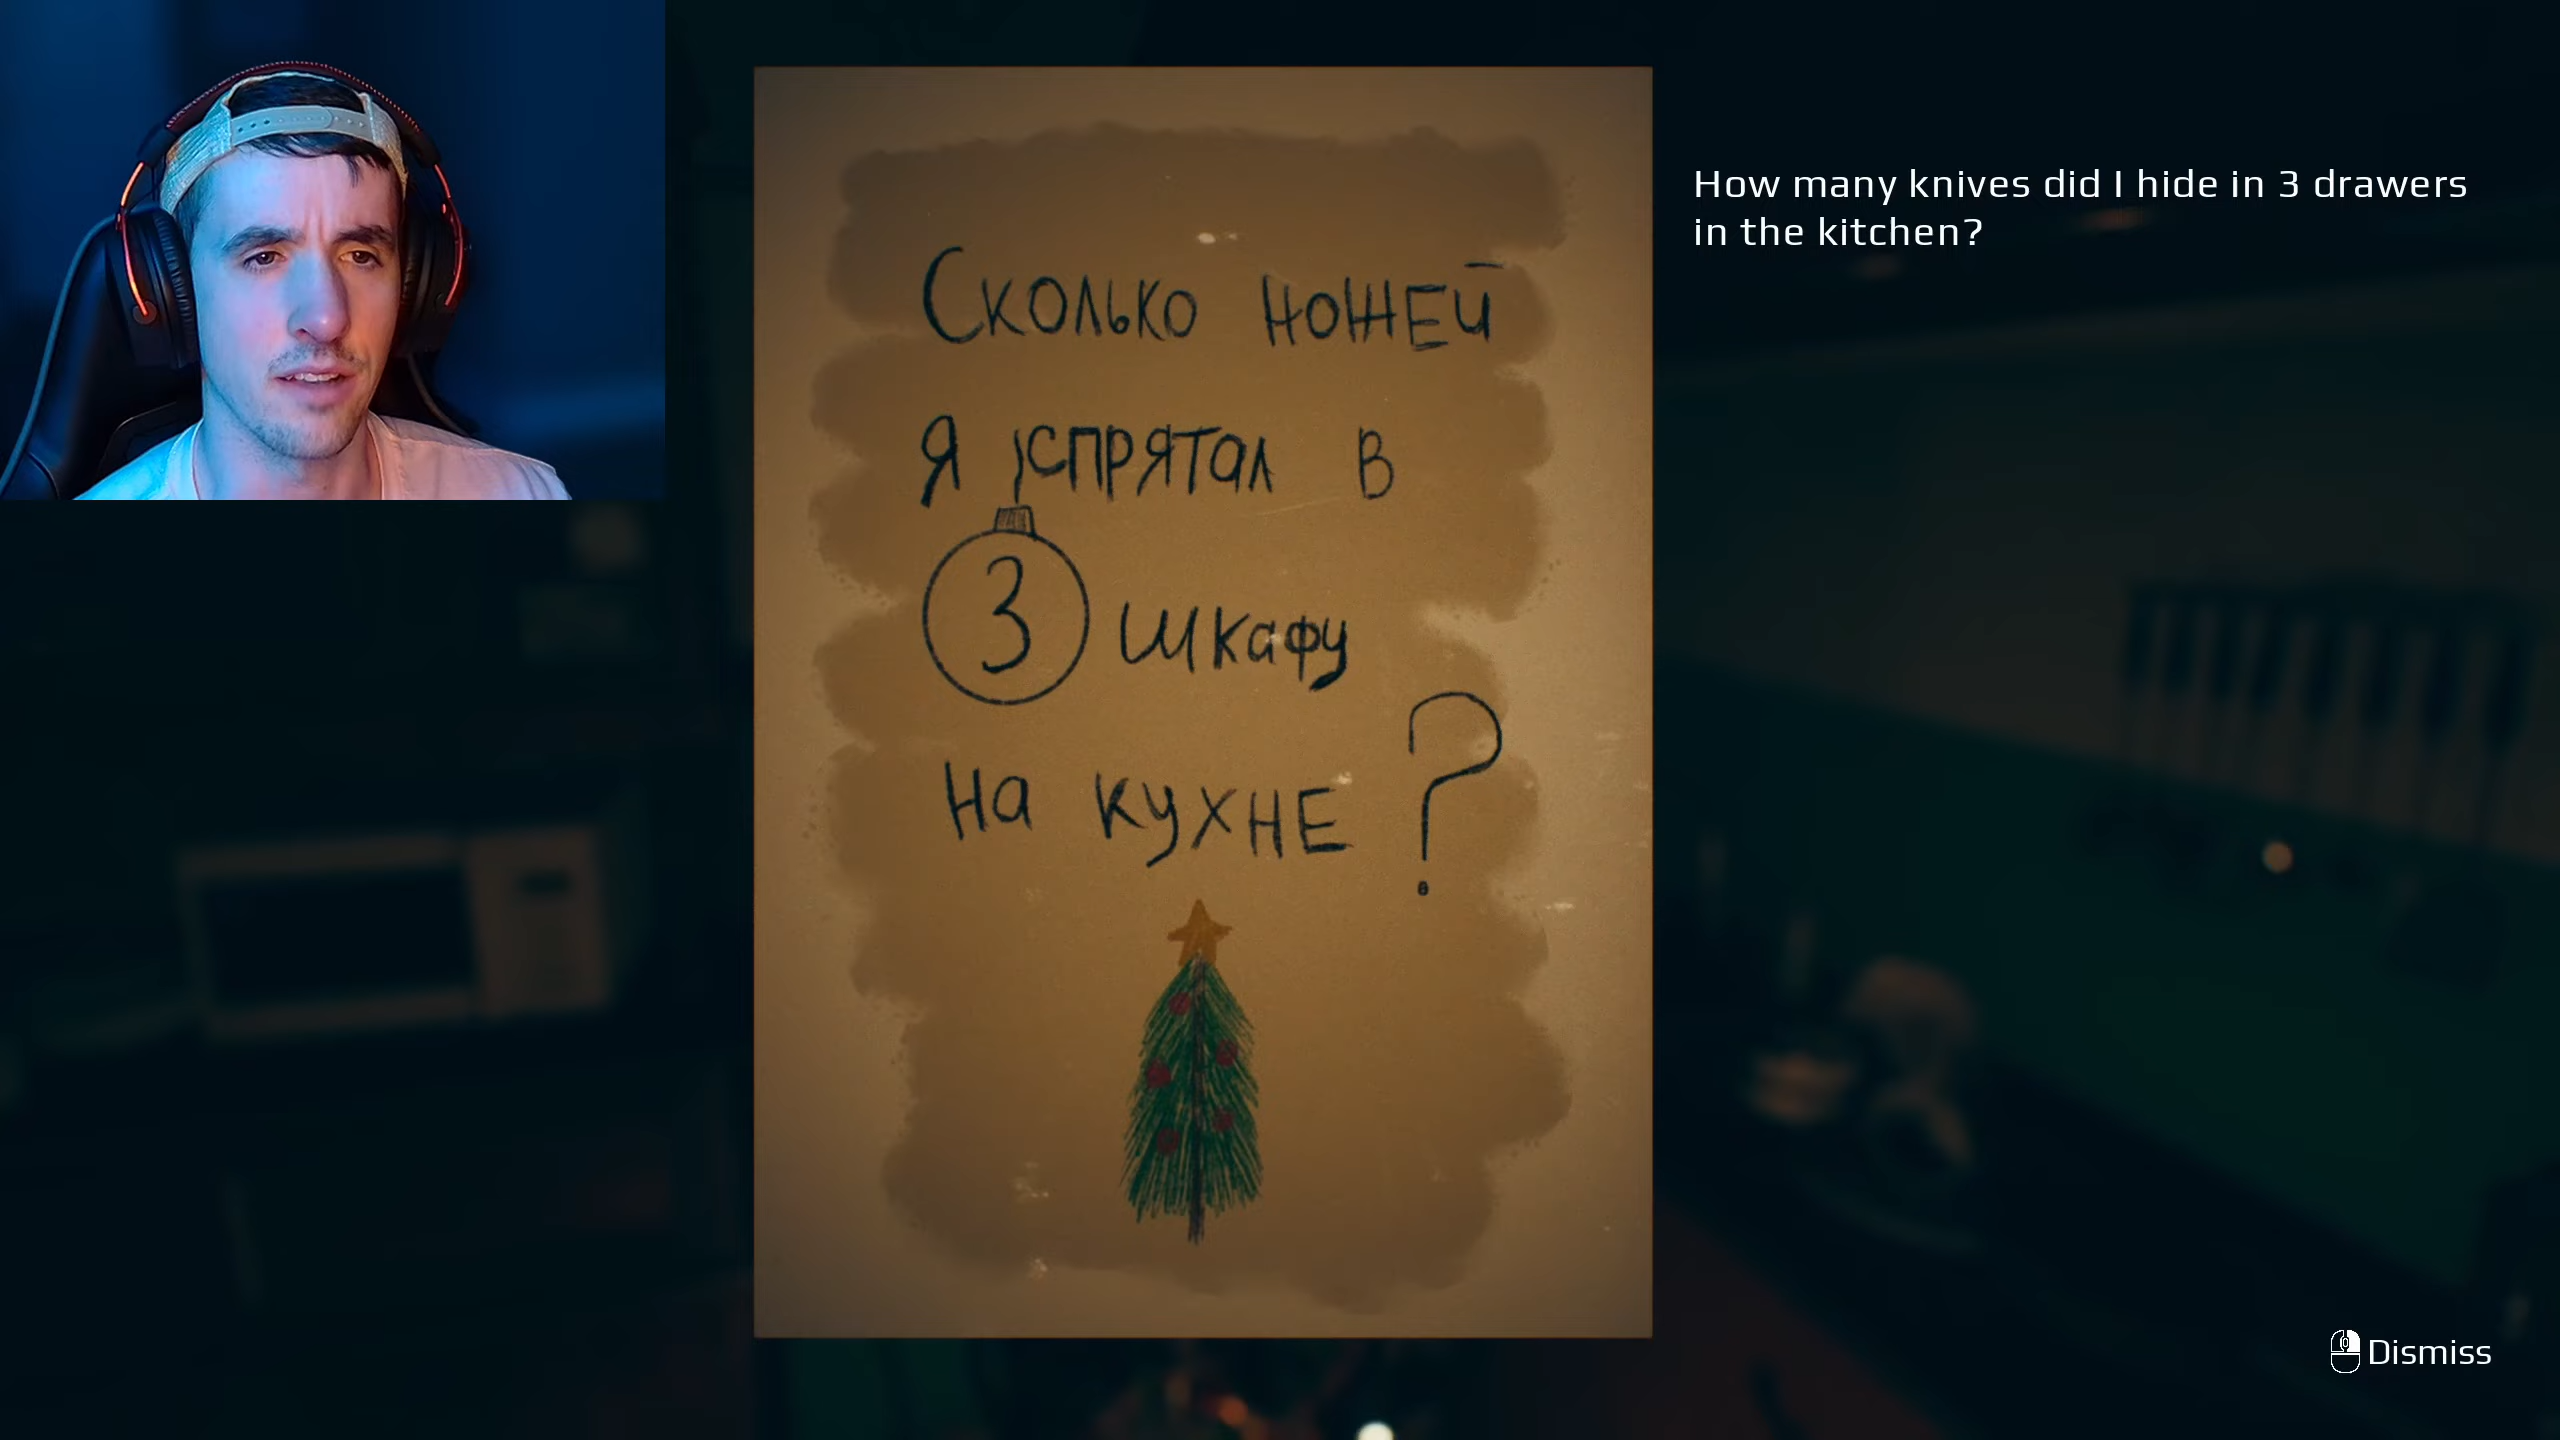 Сколько ножей
я спрятал в
3 шкафу
на кухне?
How many knives did I hide in 3 drawers
in the kitchen?
Dismiss